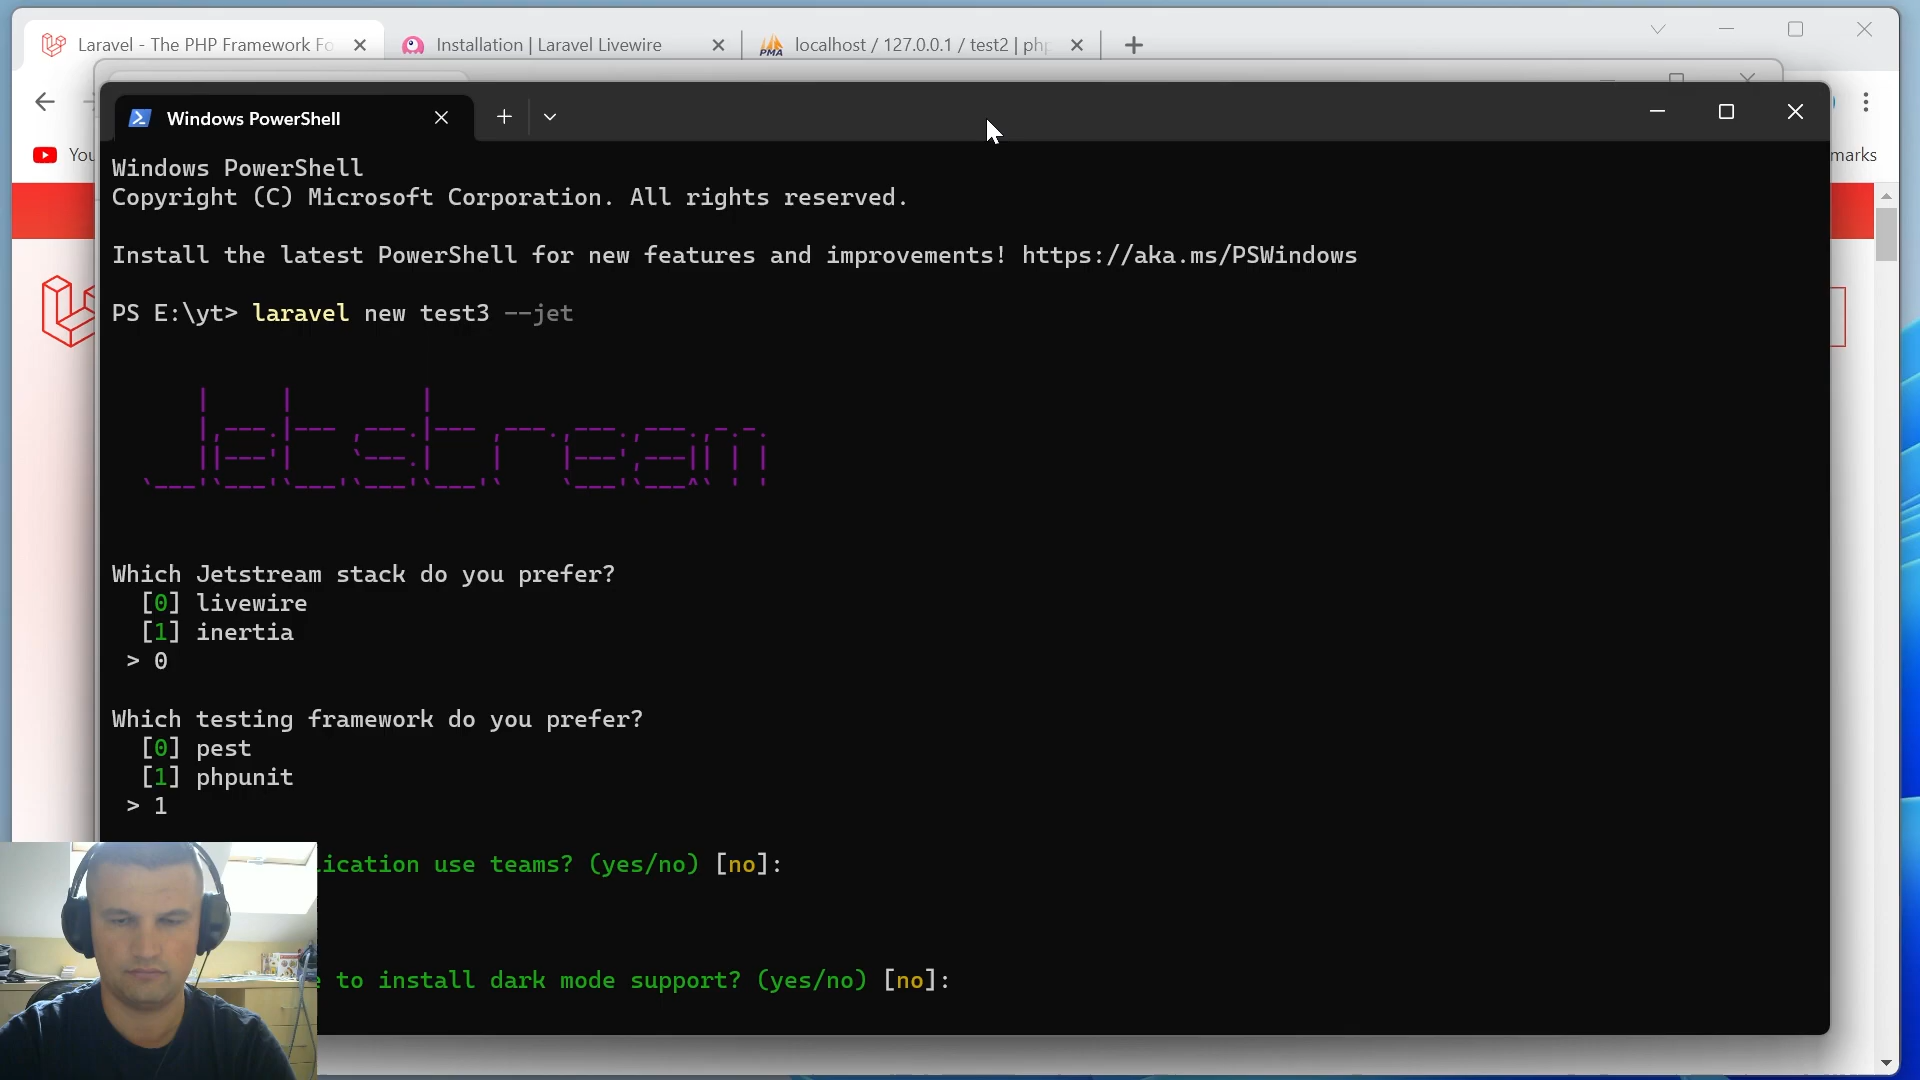 Laravel - The PHP Framework Fo
Installation | Laravel Livewire
PMA
localhost / 127.0.0.1 / test2 | php
You
marks
Windows PowerShell
Windows PowerShell
Copyright (C) Microsoft Corporation. All rights reserved.
Install the latest PowerShell for new features and improvements! https://aka.ms/PSWindows
PS E:\yt> laravel new test3 --jet
Jetstream
Which Jetstream stack do you prefer?
[0] livewire
[1] inertia
> 0
Which testing framework do you prefer?
[0] pest
[1] phpunit
> 1
lication use teams? (yes/no) [no]:
e to install dark mode support? (yes/no) [no]: